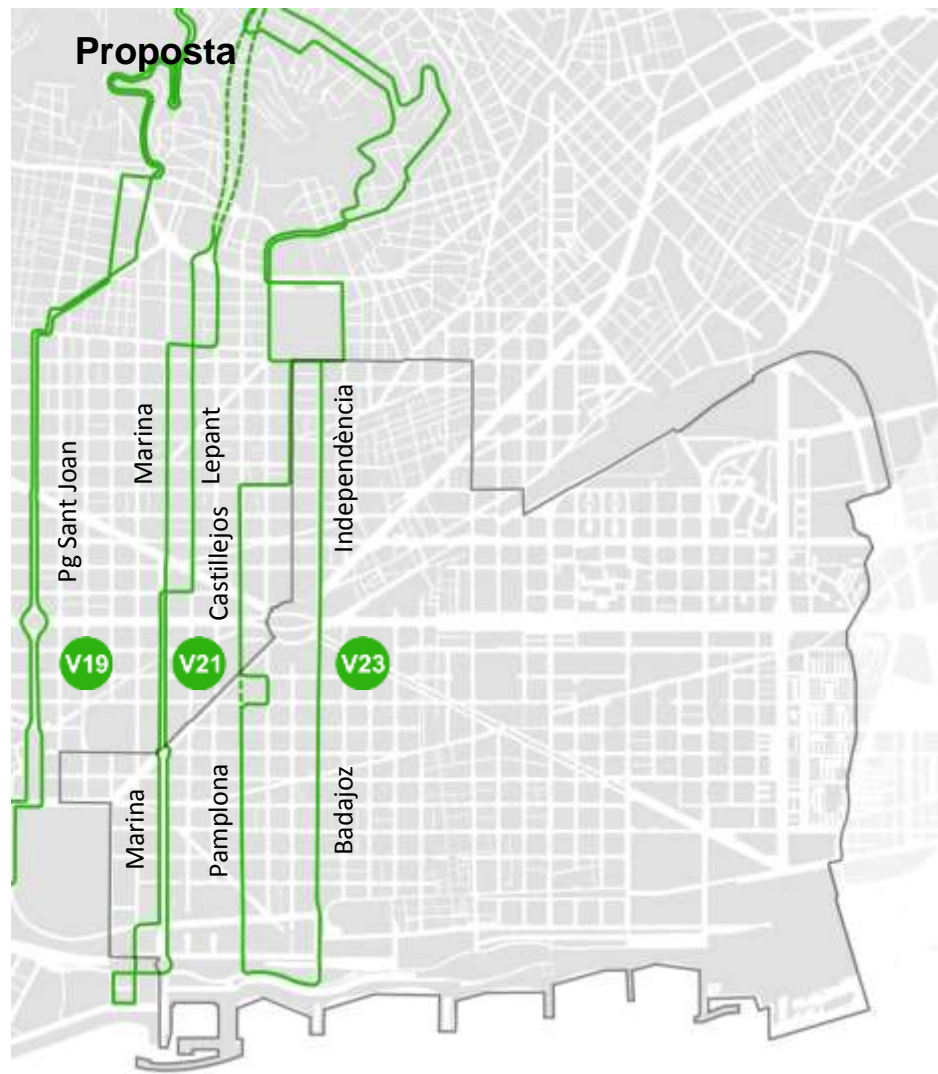 Proposta
Marina
Lepant
Independència
Pg Sant Joan
Castillejos
V19
V21
V23
Marina
Pamplona
Badajoz